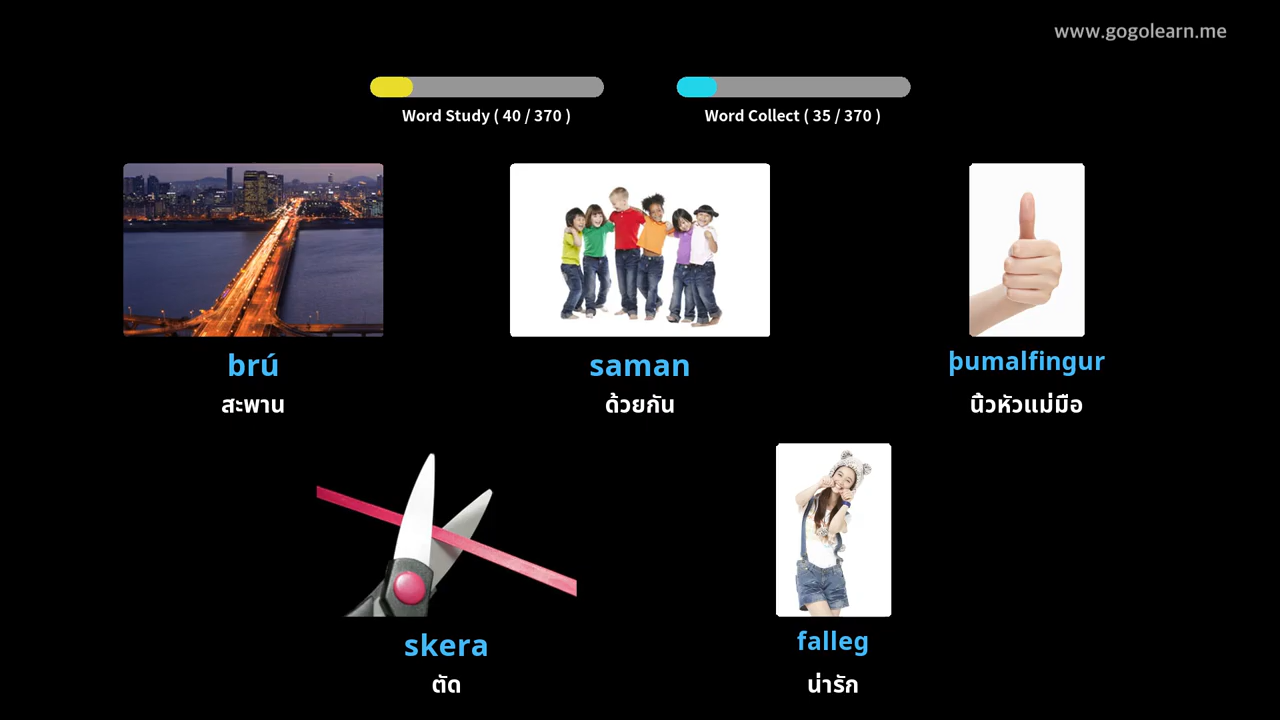 www.gogolearn.me
Word Study ( 40 / 370 )
Word Collect ( 35 / 370 )
brú
saman
þumalfingur
สะพาน
ด้วยกัน
นิ้วหัวแม่มือ
skera
falleg
ตัด
น่ารัก